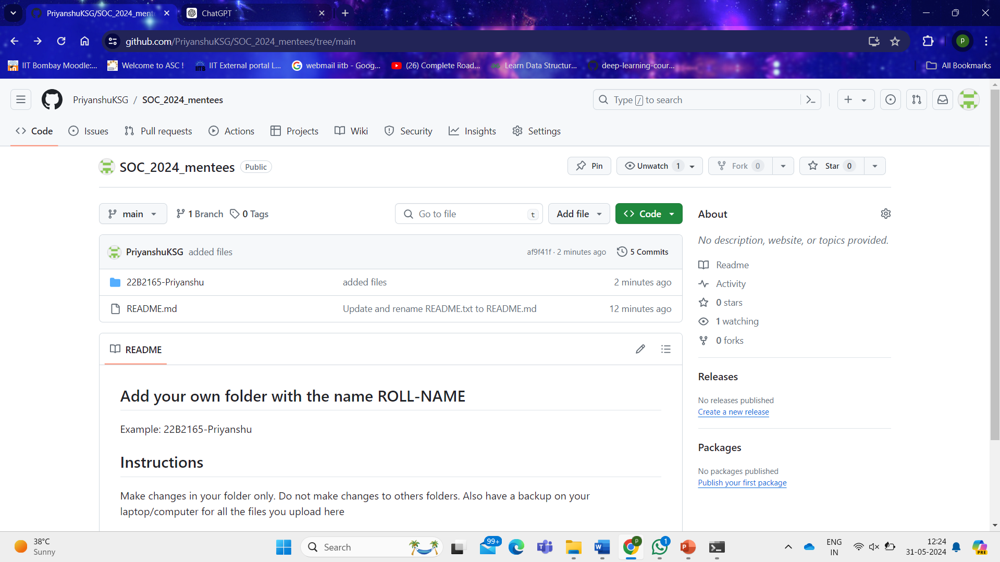 PriyanshuKSG/SOC_2024_ment
ChatGPT
github.com/PriyanshuKSG/SOC_2024_mentees/tree/main
P
IIT Bombay Moodle:...
Welcome to ASC !
IIT External portal L...
webmail iitb - Goog...
(26) Complete Road...
Learn Data Structur...
deep-learning-cour...
All Bookmarks
PriyanshuKSG / SOC_2024_mentees
Type / to search
Code
Issues
Pull requests
Actions
Projects
Wiki
Security
Insights
Settings
SOC_2024_mentees Public
Pin
Unwatch 1
Fork 0
Star 0
main
1 Branch
0 Tags
Go to file t
Add file
Code
PriyanshuKSG added files
af9f41f · 2 minutes ago
5 Commits
22B2165-Priyanshu added files 2 minutes ago
README.md Update and rename README.txt to README.md 12 minutes ago
README
Add your own folder with the name ROLL-NAME
Example: 22B2165-Priyanshu
Instructions
Make changes in your folder only. Do not make changes to others folders. Also have a backup on your
laptop/computer for all the files you upload here
About
No description, website, or topics provided.
Readme
Activity
0 stars
1 watching
0 forks
Releases
No releases published
Create a new release
Packages
No packages published
Publish your first package
38°C
Sunny
Search
99+
P
1
ENG
IN
12:24
31-05-2024
PRE